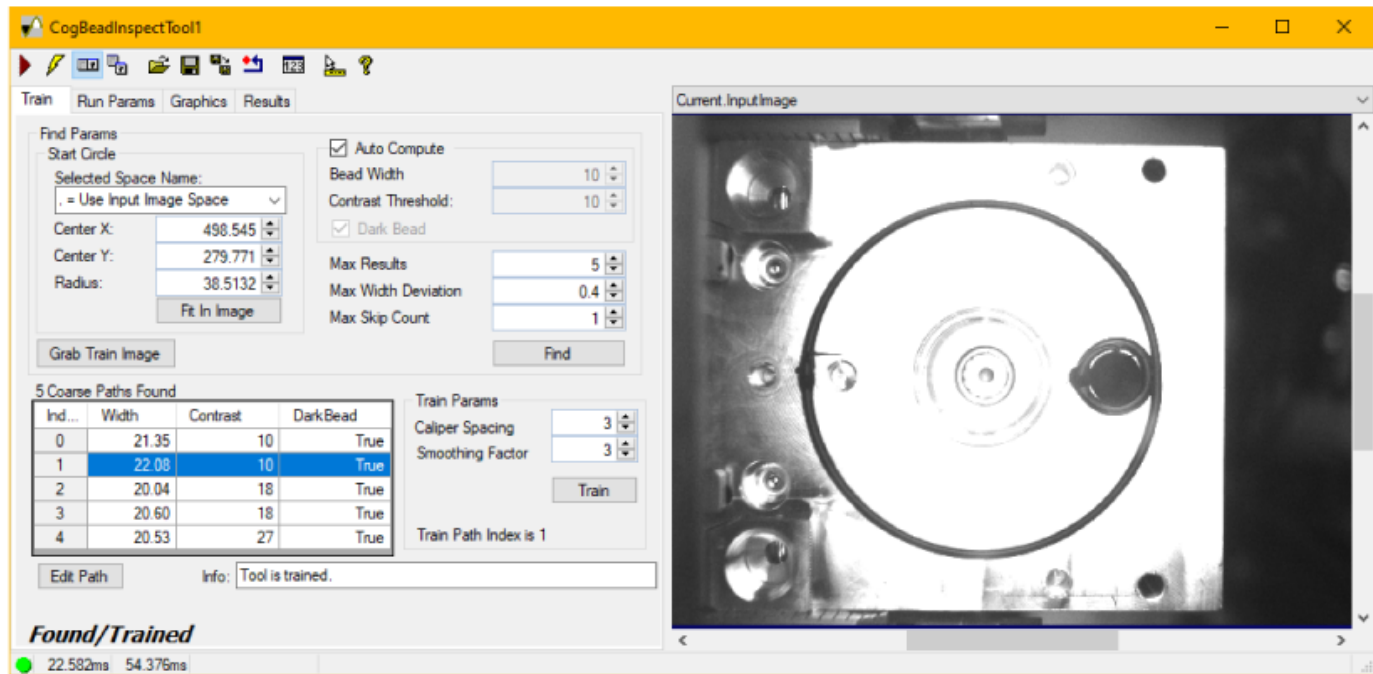 CogBeadInspectTool1
123
Train Run Params Graphics Results
Current.InputImage
Find Params
Start Circle
Selected Space Name:
. = Use Input Image Space
Center X: 498.545
Center Y: 279.771
Radius: 38.5132
Fit In Image
Auto Compute
Bead Width 10
Contrast Threshold: 10
Dark Bead
Max Results 5
Max Width Deviation 0.4
Max Skip Count 1
Grab Train Image
Find
5 Coarse Paths Found
Ind... Width Contrast DarkBead
0 21.35 10 True
1 22.08 10 True
2 20.04 18 True
3 20.60 18 True
4 20.53 27 True
Train Params
Caliper Spacing 3
Smoothing Factor 3
Train
Train Path Index is 1
Edit Path
Info: Tool is trained.
Found/Trained
22.582ms 54.376ms